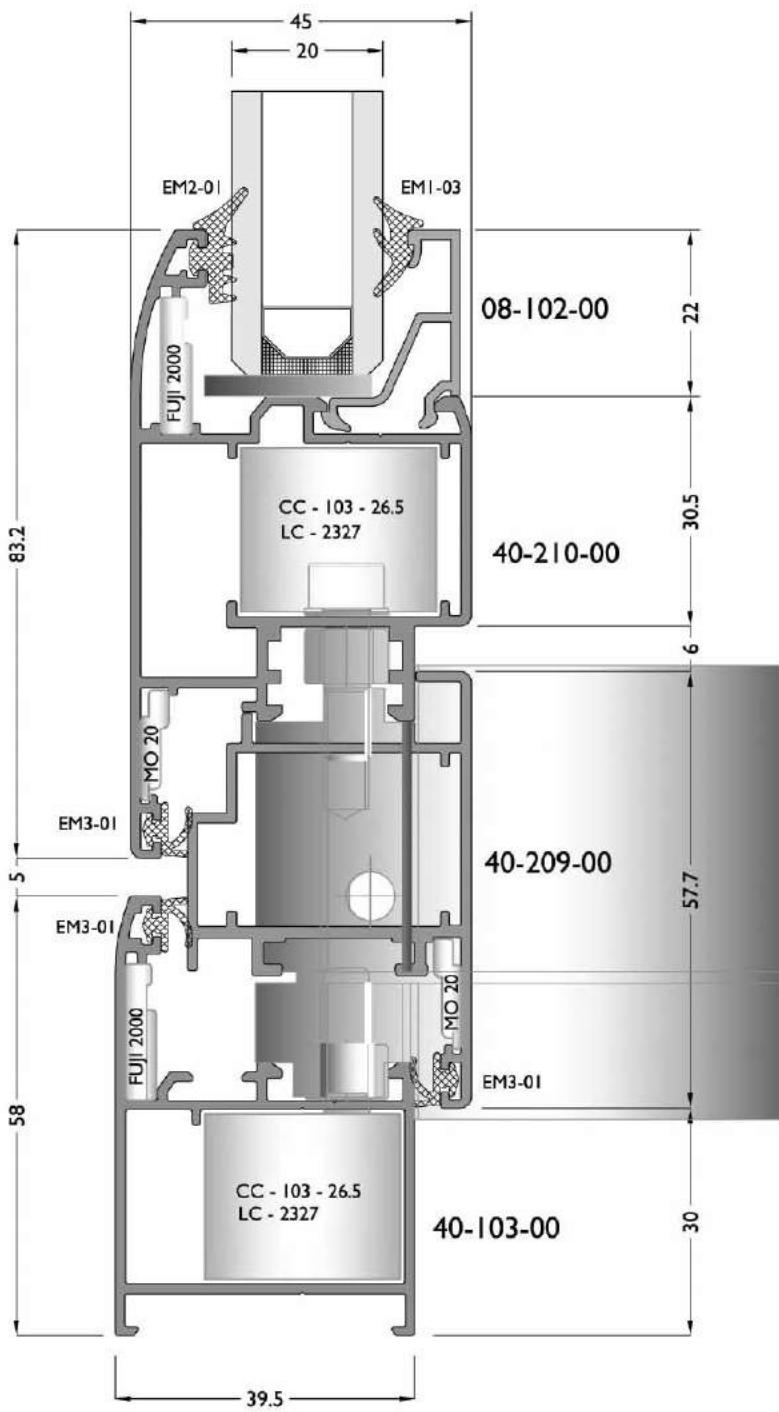 45
20
EM2-01
EM1-03
08-102-00
22
FUJI 2000
CC - 103 - 26.5
LC - 2327
30.5
83.2
40-210-00
6
MO 20
EM3-01
40-209-00
57.7
5
EM3-01
FUJI 2000
MO 20
EM3-01
58
CC - 103 - 26.5
LC - 2327
40-103-00
30
39.5